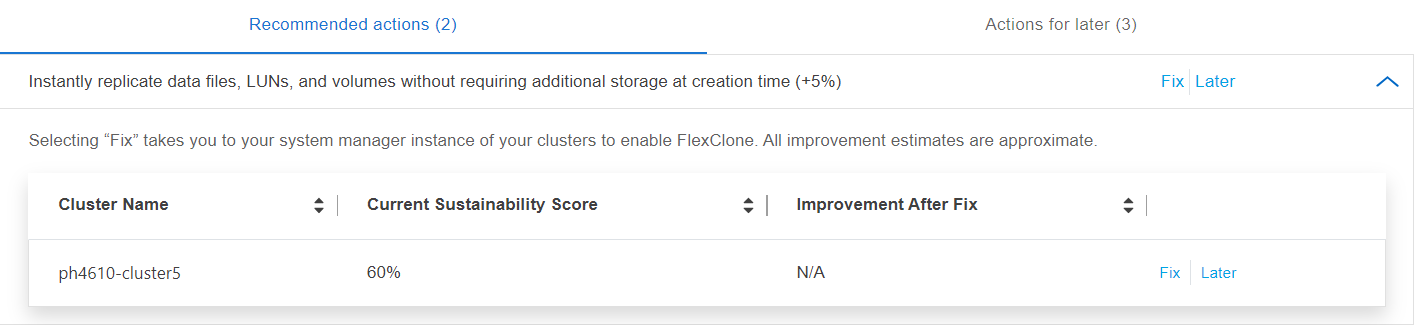 Recommended actions (2) Actions for later (3)
Instantly replicate data files, LUNs, and volumes without requiring additional storage at creation time (+5%) Fix Later
Selecting “Fix” takes you to your system manager instance of your clusters to enable FlexClone. All improvement estimates are approximate.
Cluster Name Current Sustainability Score Improvement After Fix
ph4610-cluster5 60% N/A Fix Later